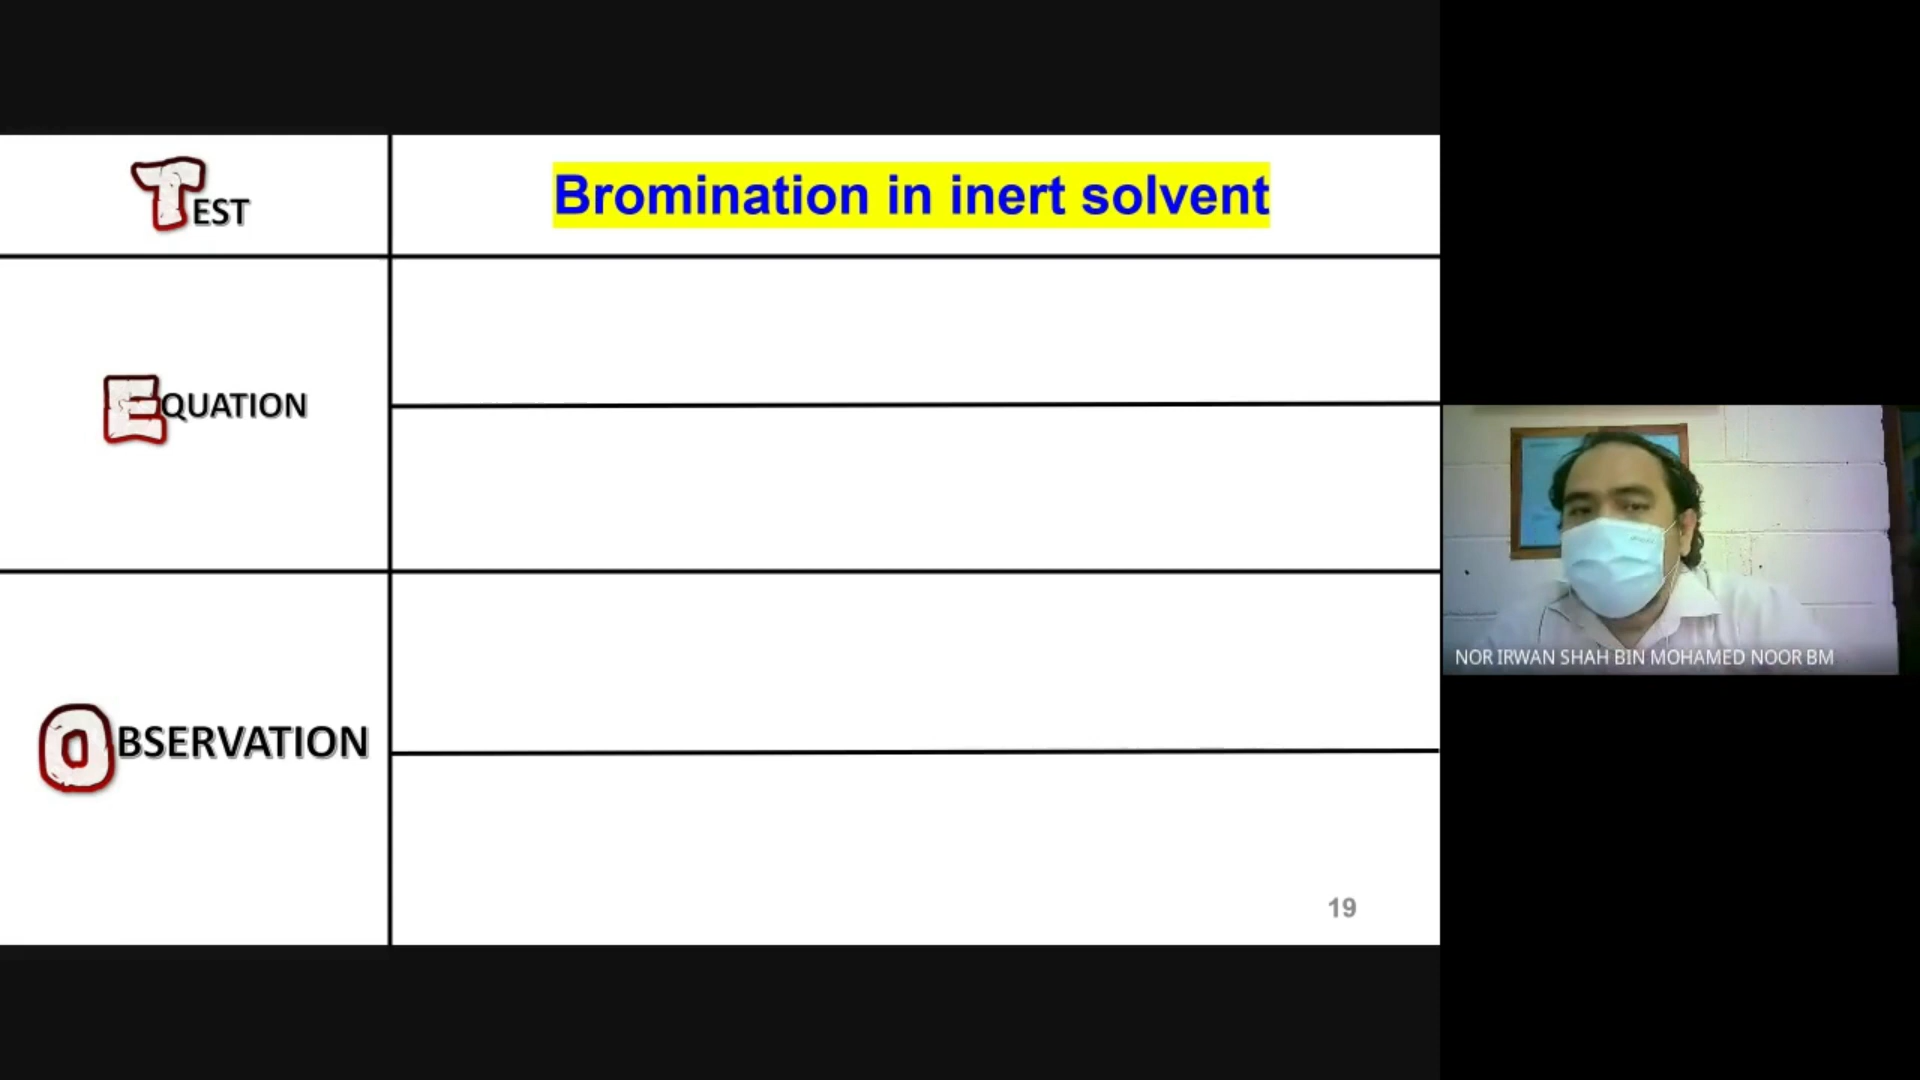 TEST
Bromination in inert solvent
EQUATION
OBSERVATION
19
NOR IRWAN SHAH BIN MOHAMED NOOR BM